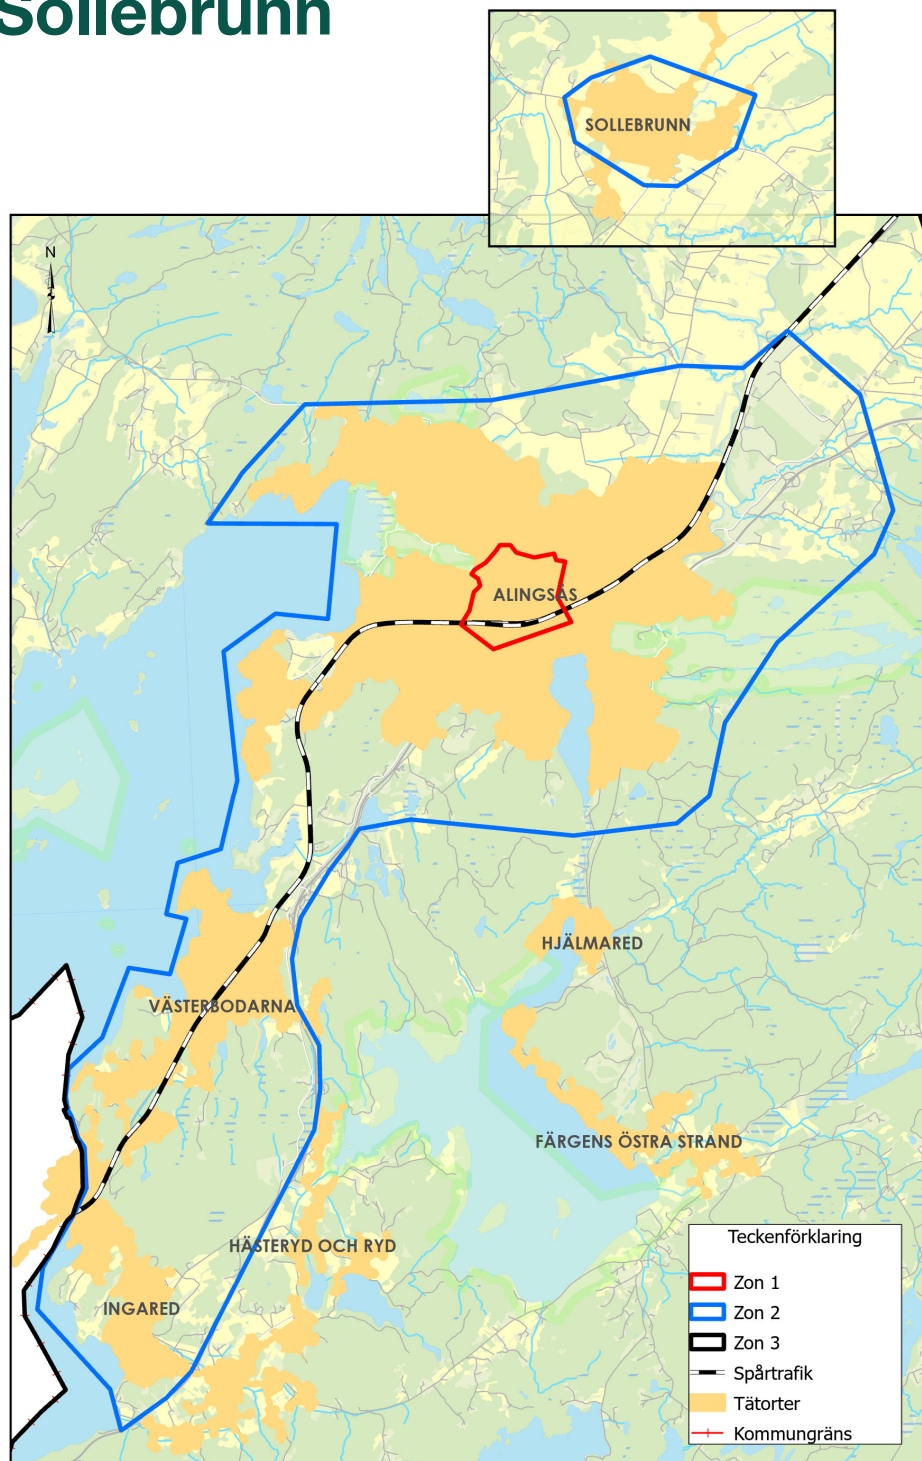 Sollebrunn
SOLLEBRUNN
N
ALINGSÅS
HJÄLMARED
VÄSTERBODARNA
FÄRGENS ÖSTRA STRAND
HÄSTERYD OCH RYD
INGARED
Teckenförklaring
Zon 1
Zon 2
Zon 3
Spårtrafik
Tätorter
Kommungräns